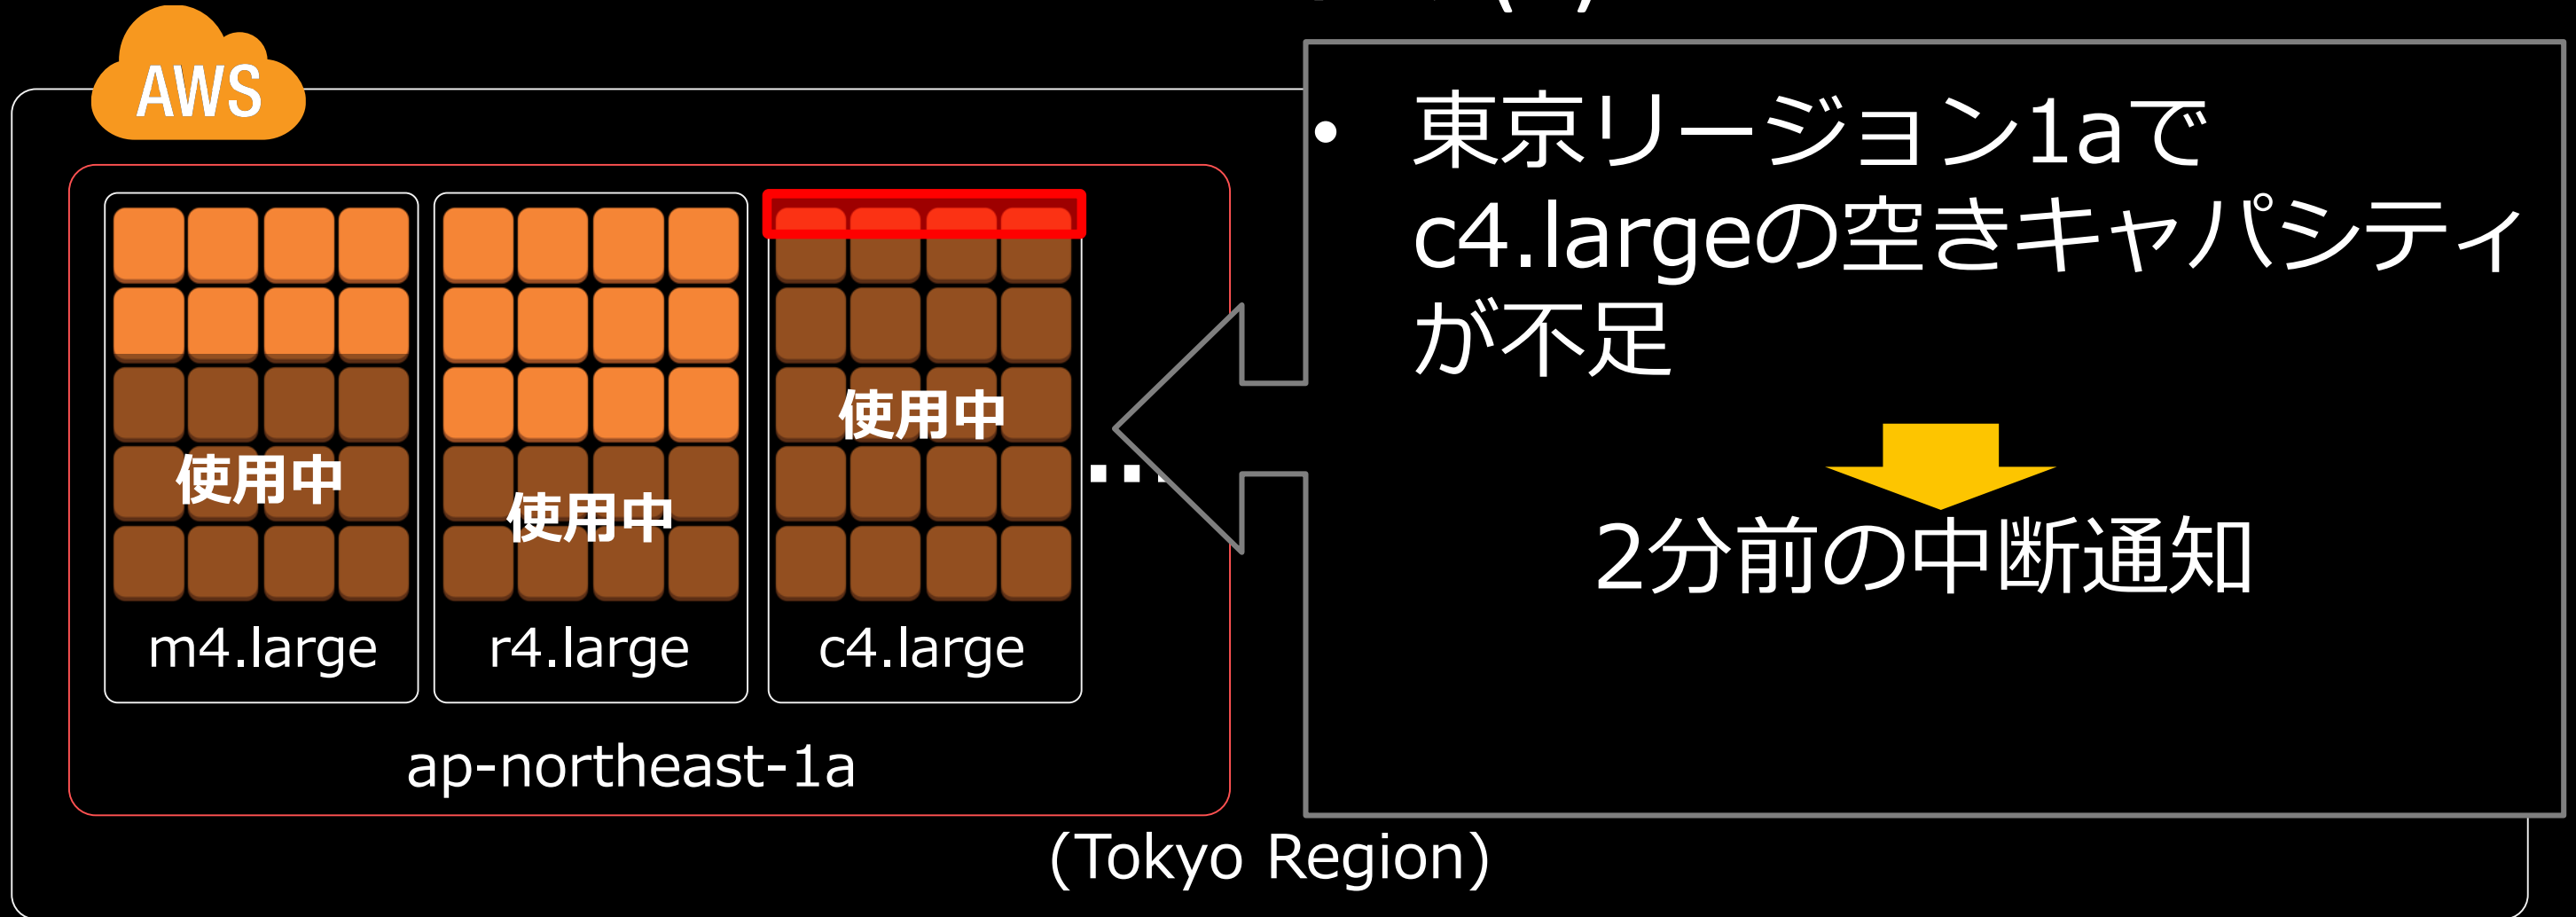 AWS
• 東京リージョン1aで
c4.largeの空きキャパシティ
が不足
2分前の中断通知
使用中
使用中
使用中
m4.large
r4.large
c4.large
ap-northeast-1a
(Tokyo Region)